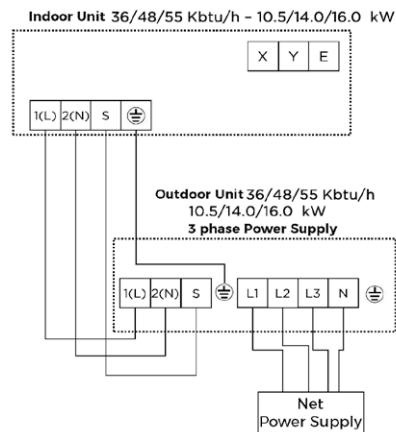 Indoor Unit 36/48/55 Kbtu/h – 10.5/14.0/16.0 kW
X Y E
1(L) 2(N) S
Outdoor Unit 36/48/55 Kbtu/h
10.5/14.0/16.0 kW
3 phase Power Supply
1(L) 2(N) S L1 L2 L3 N
Net
Power Supply